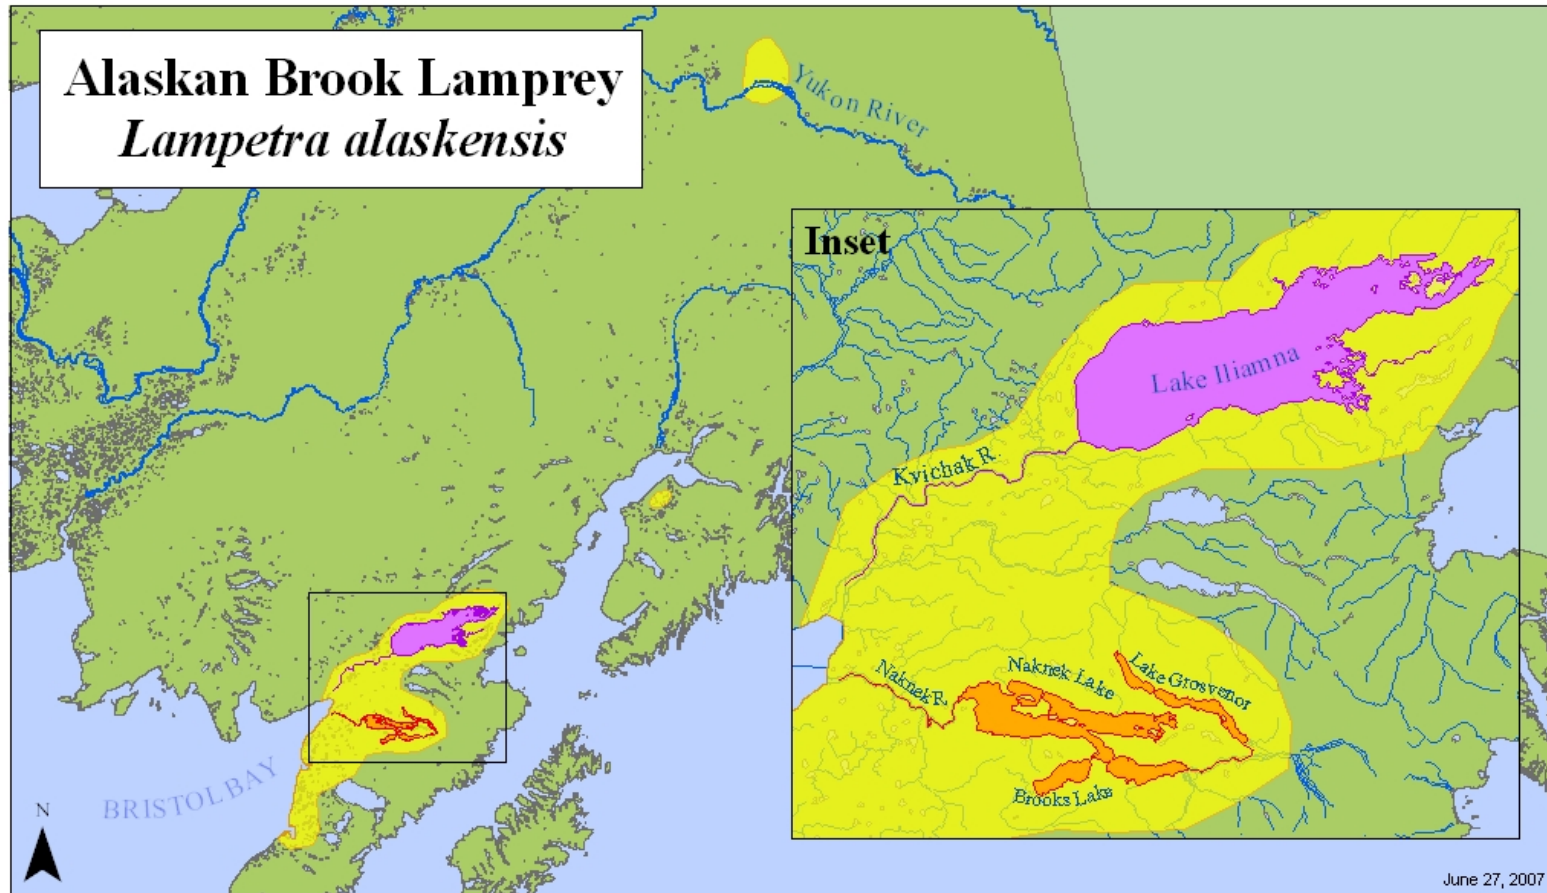 Alaskan Brook Lamprey
Lampetra alaskensis
Yukon River
Inset
Lake Iliamna
Kvichak R.
Naknek R.
Naknek Lake
Lake Grosvenor
Brooks Lake
BRISTOL BAY
N
June 27, 2007